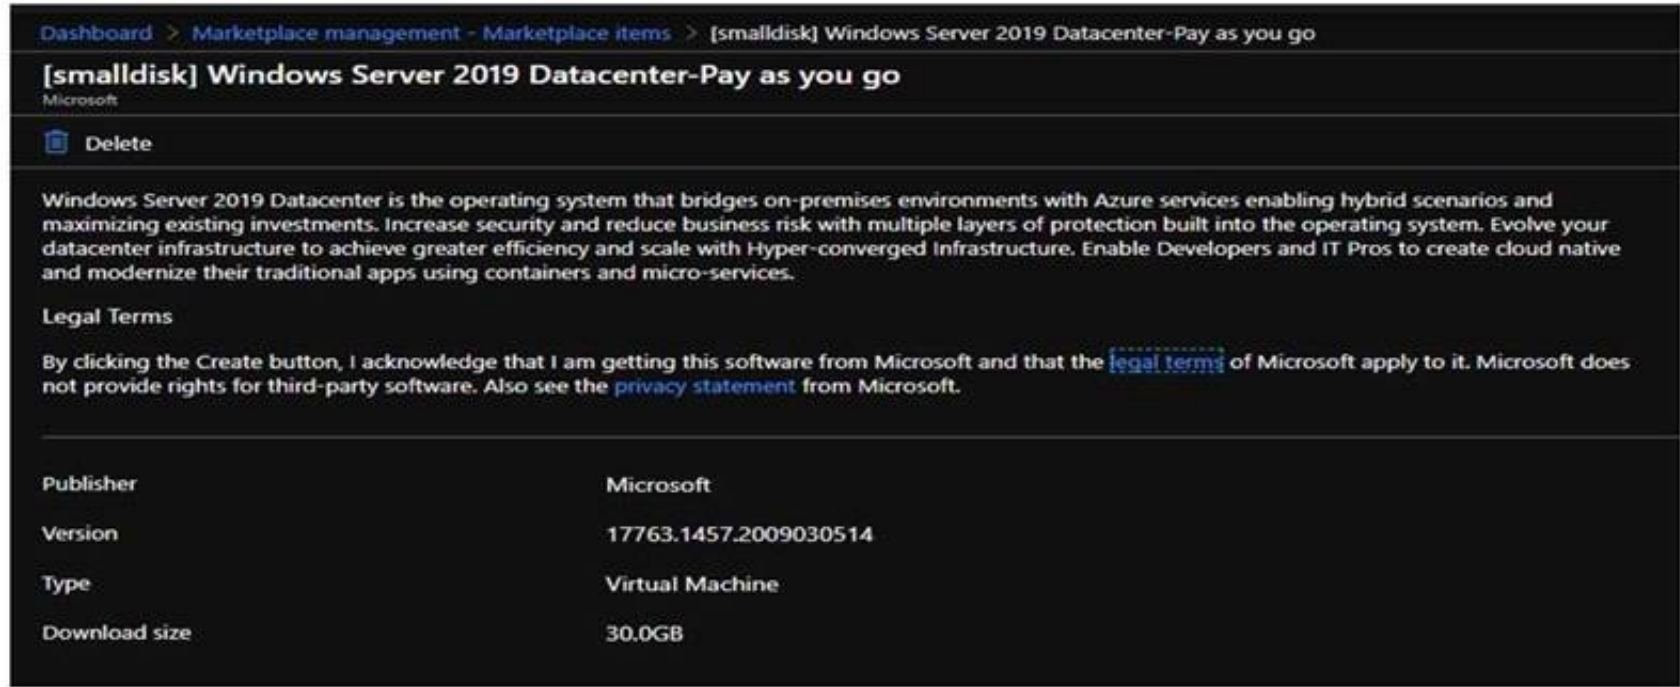 Dashboard > Marketplace management - Marketplace items > [smalldisk] Windows Server 2019 Datacenter-Pay as you go
[smalldisk] Windows Server 2019 Datacenter-Pay as you go
Microsoft
Delete
Windows Server 2019 Datacenter is the operating system that bridges on-premises environments with Azure services enabling hybrid scenarios and
maximizing existing investments. Increase security and reduce business risk with multiple layers of protection built into the operating system. Evolve your
datacenter infrastructure to achieve greater efficiency and scale with Hyper-converged Infrastructure. Enable Developers and IT Pros to create cloud native
and modernize their traditional apps using containers and micro-services.
Legal Terms
By clicking the Create button, I acknowledge that I am getting this software from Microsoft and that the legal terms of Microsoft apply to it. Microsoft does
not provide rights for third-party software. Also see the privacy statement from Microsoft.
Publisher Microsoft
Version 17763.1457.2009030514
Type Virtual Machine
Download size 30.0GB